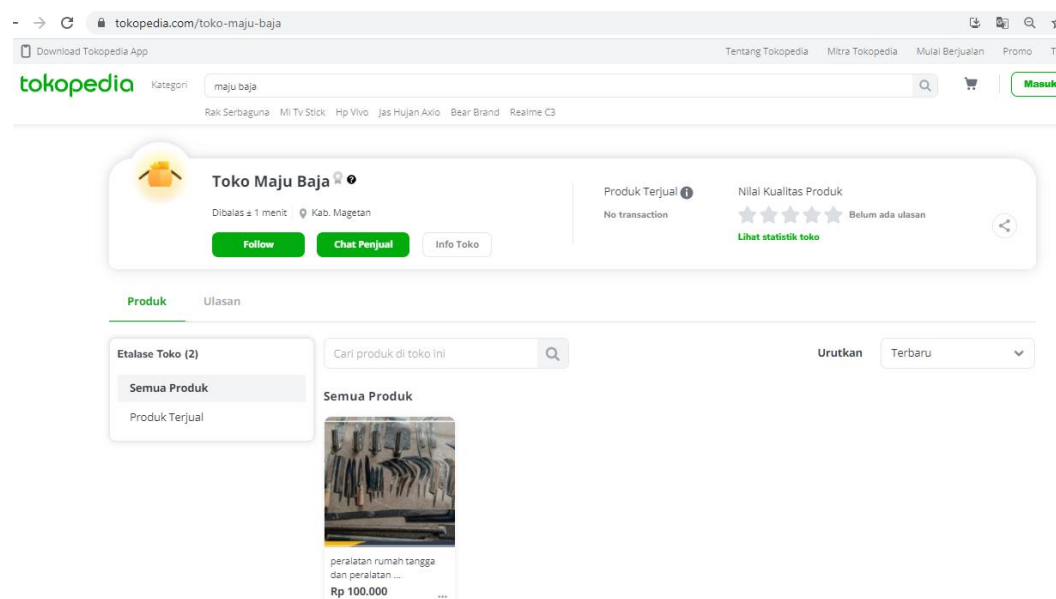 tokopedia.com/toko-maju-baja
Download Tokopedia App
Tentang Tokopedia Mitra Tokopedia Mulai Berjualan Promo T
tokopedia Kategori maju baja Masuk
Rak Serbaguna Mi Tv Stick Hp Vivo Jas Hujan Axio Bear Brand Realme C3
Toko Maju Baja
Dibalas ± 1 menit Kab. Magetan
Follow Chat Penjual Info Toko
Produk Terjual
No transaction
Nilai Kualitas Produk
Belum ada ulasan
Lihat statistik toko
Produk Ulasan
Etalase Toko (2)
Semua Produk
Produk Terjual
Cari produk di toko ini
Urutkan Terbaru
Semua Produk
peralatan rumah tangga
dan peralatan ...
Rp 100.000